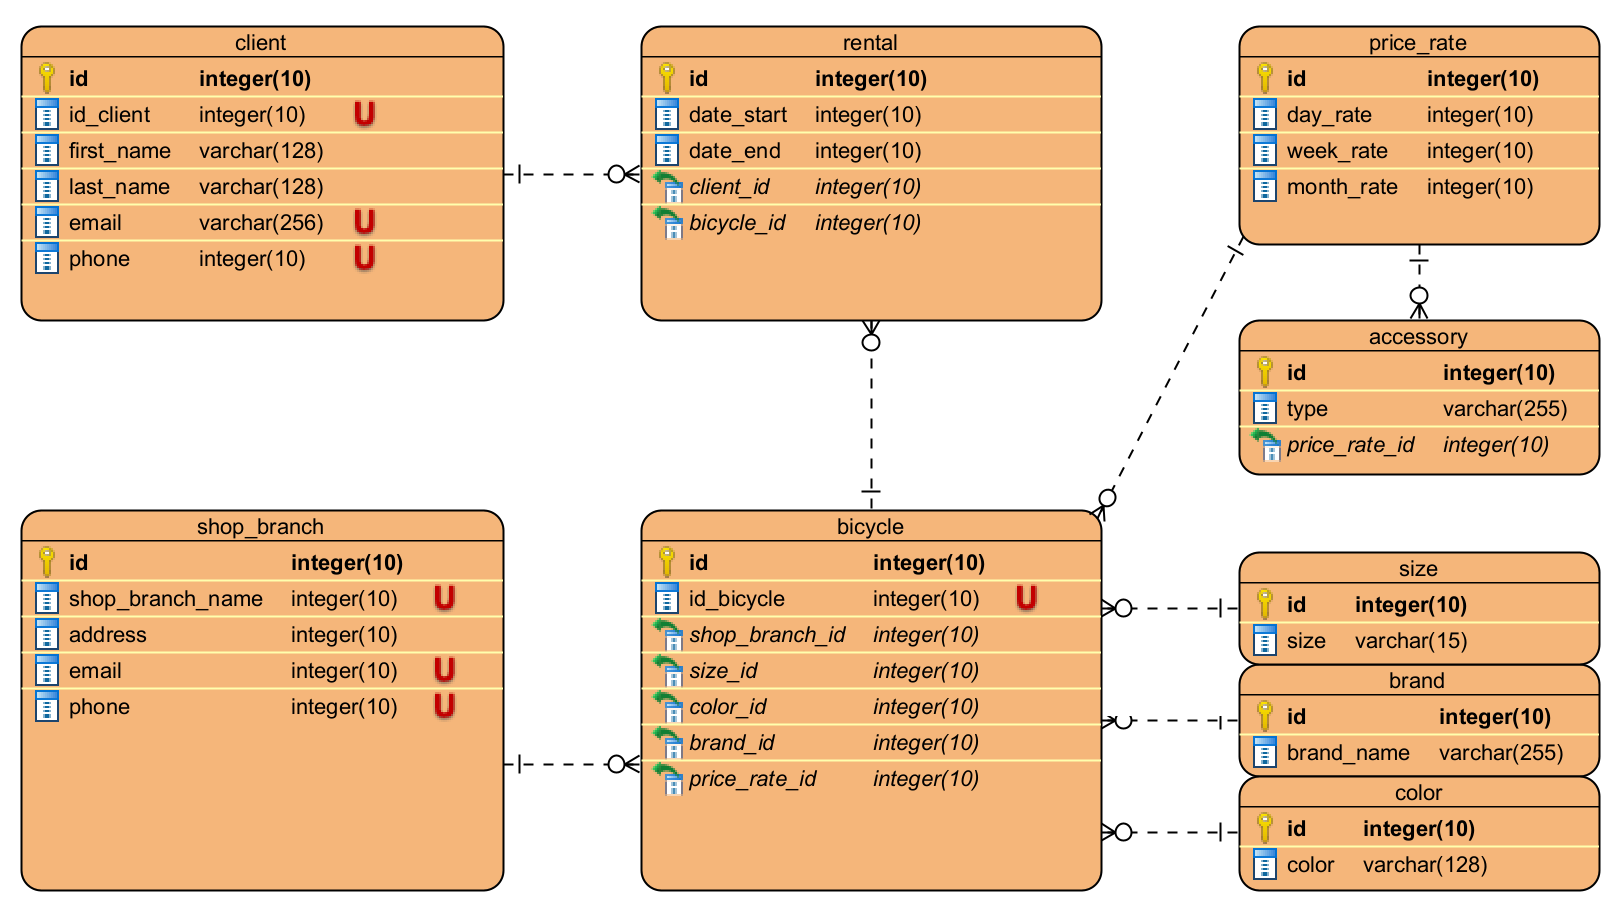 client
id integer(10)
id_client integer(10) U
first_name varchar(128)
last_name varchar(128)
email varchar(256) U
phone integer(10) U
rental
id integer(10)
date_start integer(10)
date_end integer(10)
client_id integer(10)
bicycle_id integer(10)
price_rate
id integer(10)
day_rate integer(10)
week_rate integer(10)
month_rate integer(10)
accessory
id integer(10)
type varchar(255)
price_rate_id integer(10)
shop_branch
id integer(10)
shop_branch_name integer(10) U
address integer(10)
email integer(10) U
phone integer(10) U
bicycle
id integer(10)
id_bicycle integer(10) U
shop_branch_id integer(10)
size_id integer(10)
color_id integer(10)
brand_id integer(10)
price_rate_id integer(10)
size
id integer(10)
size varchar(15)
brand
id integer(10)
brand_name varchar(255)
color
id integer(10)
color varchar(128)